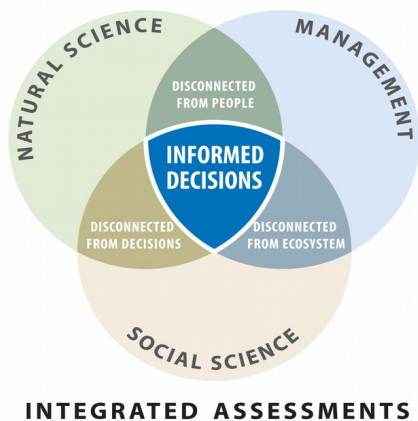 NATURAL SCIENCE
MANAGEMENT
DISCONNECTED
FROM PEOPLE
INFORMED
DECISIONS
DISCONNECTED
FROM DECISIONS
DISCONNECTED
FROM ECOSYSTEM
SOCIAL SCIENCE
INTEGRATED ASSESSMENTS